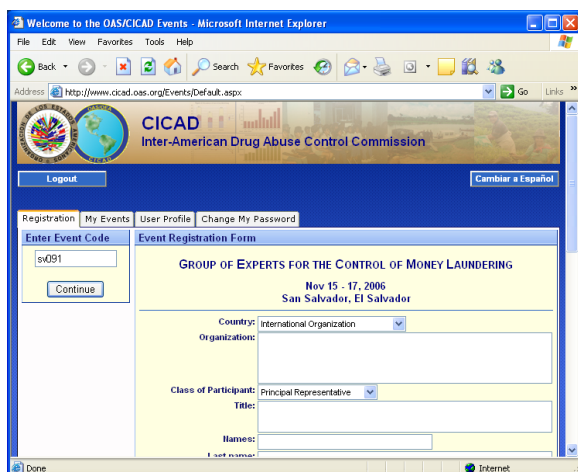 Welcome to the OAS/CICAD Events - Microsoft Internet Explorer
File Edit View Favorites Tools Help
Back Search Favorites
Address http://www.cicad.oas.org/Events/Default.aspx Go Links »
CICAD
Inter-American Drug Abuse Control Commission
Logout Cambiar a Español
Registration My Events User Profile Change My Password
Enter Event Code Event Registration Form
sv091
Continue
GROUP OF EXPERTS FOR THE CONTROL OF MONEY LAUNDERING
Nov 15 - 17, 2006
San Salvador, El Salvador
Country: International Organization
Organization:
Class of Participant: Principal Representative
Title:
Names:
Last name:
Done Internet